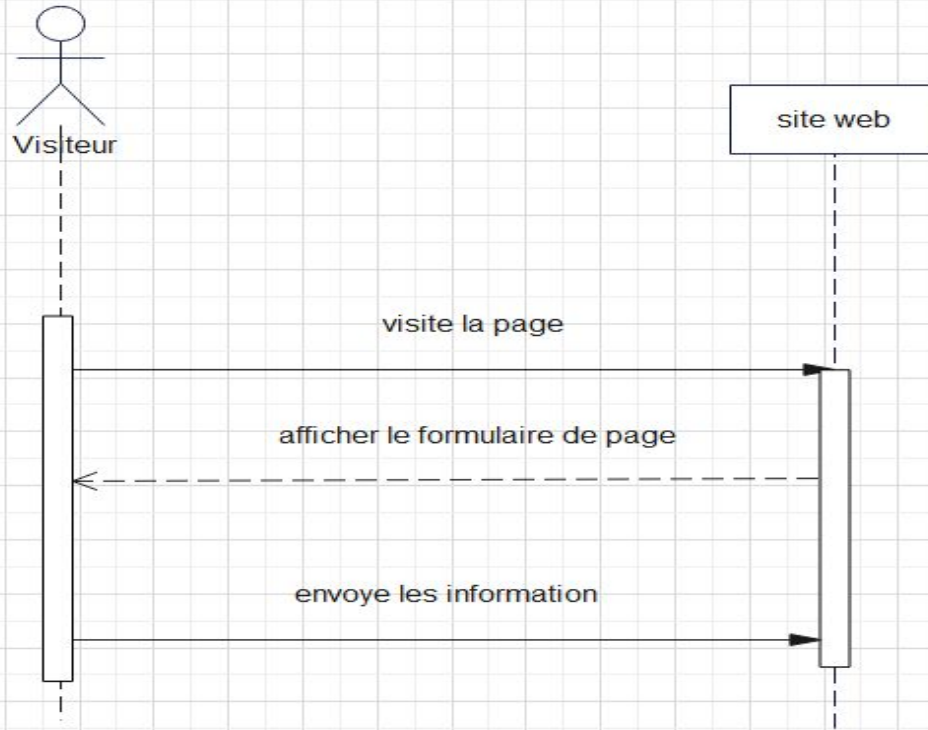 Visiteur
site web
visite la page
afficher le formulaire de page
envoye les information